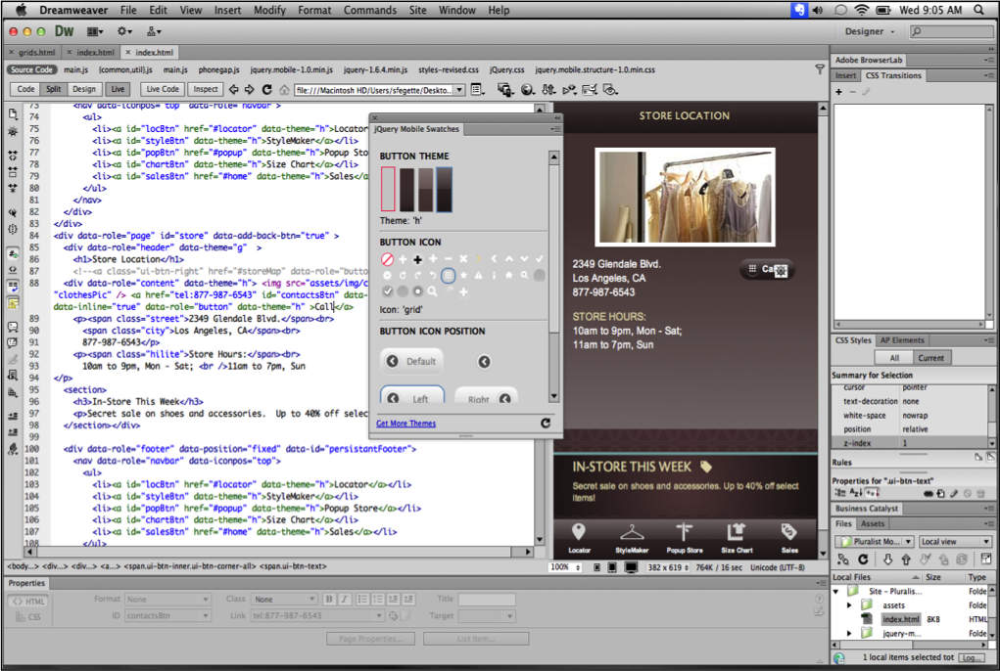 Dreamweaver File Edit View Insert Modify Format Commands Site Window Help Wed 9:05 AM
Dw Designer
grids.html index.html index.html
Source Code main.js {common,util}.js main.js phonegap.js jquery.mobile-1.0.min.js jquery-1.6.4.min.js styles-revised.css jQuery.css jquery.mobile.structure-1.0.min.css
Code Split Design Live Live Code Inspect file:///Macintosh HD/Users/sfegette/Deskto...
73 <nav data-iconpos="top" data-role="navbar">
74 <ul>
75 <li><a id="locBtn" href="#locator" data-theme="h">Locator
76 <li><a id="styleBtn" data-theme="h">StyleMaker</a></li>
77 <li><a id="popBtn" href="#popup" data-theme="h">Popup Sto
78 <li><a id="chartBtn" data-theme="h">Size Chart</a></li>
79 <li><a id="salesBtn" href="#home" data-theme="h">Sales</a
80 </ul>
81 </nav>
82 </div>
83 </div>
84 <div data-role="page" id="store" data-add-back-btn="true" >
85 <div data-role="header" data-theme="g" >
86 <h1>Store Location</h1>
87 <!--<a class="ui-btn-right" href="#storeMap" data-role="butto
88 <div data-role="content" data-theme="h"> <img src="assets/img/c
"clothesPic" /> <a href="tel:877-987-6543" id="contactsBtn" data-
data-inline="true" data-role="button" data-theme="h" >Call</a>
89 <p><span class="street">2349 Glendale Blvd.</span><br>
90 <span class="city">Los Angeles, CA</span><br>
91 877-987-6543</p>
92 <p><span class="hilite">Store Hours:</span><br>
93 10am to 9pm, Mon - Sat; <br />11am to 7pm, Sun
94 </p>
95 <section>
96 <h3>In-Store This Week</h3>
97 <p>Secret sale on shoes and accessories. Up to 40% off selec
98 </section></div>
99
100 <div data-role="footer" data-position="fixed" data-id="persistantFooter">
101 <nav data-role="navbar" data-iconpos="top">
102 <ul>
103 <li><a id="locBtn" href="#locator" data-theme="h">Locator</a></li>
104 <li><a id="styleBtn" data-theme="h">StyleMaker</a></li>
105 <li><a id="popBtn" href="#popup" data-theme="h">Popup Store</a></li>
106 <li><a id="chartBtn" data-theme="h">Size Chart</a></li>
107 <li><a id="salesBtn" href="#home" data-theme="h">Sales</a></li>
108 </ul>
jQuery Mobile Swatches
BUTTON THEME
Theme: 'h'
BUTTON ICON
Icon: 'grid'
BUTTON ICON POSITION
Default
Left Right
Get More Themes
STORE LOCATION
2349 Glendale Blvd.
Los Angeles, CA
877-987-6543
STORE HOURS:
10am to 9pm, Mon - Sat;
11am to 7pm, Sun
IN-STORE THIS WEEK
Secret sale on shoes and accessories. Up to 40% off select
items!
Locator StyleMaker Popup Store Size Chart Sales
<body...> <div...> <div...> <a...> <span.ui-btn-inner.ui-btn-corner-all> <span.ui-btn-text>
100% 382 x 619 764K / 16 sec Unicode (UTF-8)
Properties
HTML
CSS
Format None Class None B I Title
ID contactsBtn Link tel:877-987-6543 Target
Page Properties... List Item...
Adobe BrowserLab
Insert CSS Transitions
CSS Styles AP Elements
All Current
Summary for Selection
cursor pointer
text-decoration none
white-space nowrap
position relative
z-index 1
Rules
Properties for ".ui-btn-text"
Business Catalyst
Files Assets
Pluralist Mo... Local view
Local Files Size Type
Site - Pluralis... Folde
assets Folde
index.html 8KB HTML
jquery-m... Folde
1 local items selected tot Log...